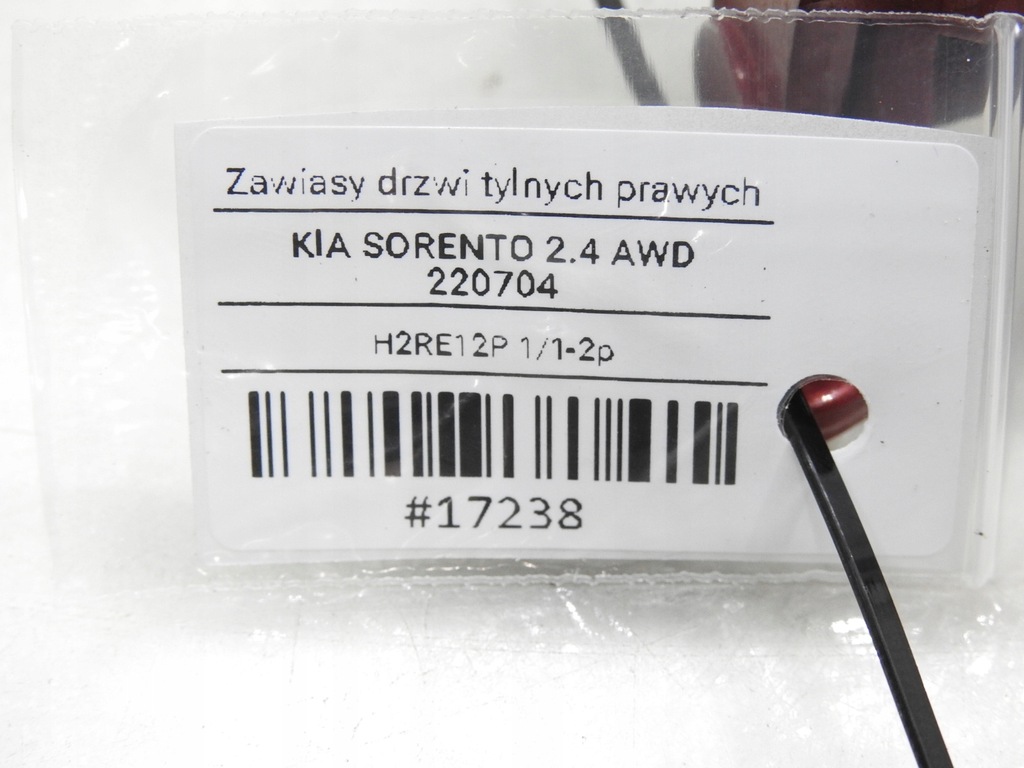 Zawiasy drzwi tylnych prawych
KIA SORENTO 2.4 AWD
220704
H2RE12P 1/1-2p
#17238